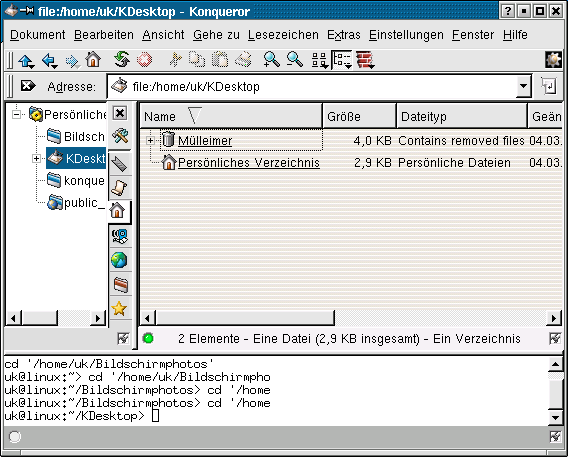 file:/home/uk/KDesktop - Konqueror
Dokument Bearbeiten Ansicht Gehe zu Lesezeichen Extras Einstellungen Fenster Hilfe
Adresse: file:/home/uk/KDesktop
Persönliche
Bildsch
KDeskt
konque
public_
Name Größe Dateityp Geän
Mülleimer 4,0 KB Contains removed files 04.03.
Persönliches Verzeichnis 2,9 KB Persönliche Dateien 04.03.
2 Elemente - Eine Datei (2,9 KB insgesamt) - Ein Verzeichnis
cd '/home/uk/Bildschirmphotos'
uk@linux:~> cd '/home/uk/Bildschirmpho
uk@linux:~/Bildschirmphotos> cd '/home
uk@linux:~/Bildschirmphotos> cd '/home
uk@linux:~/KDesktop>